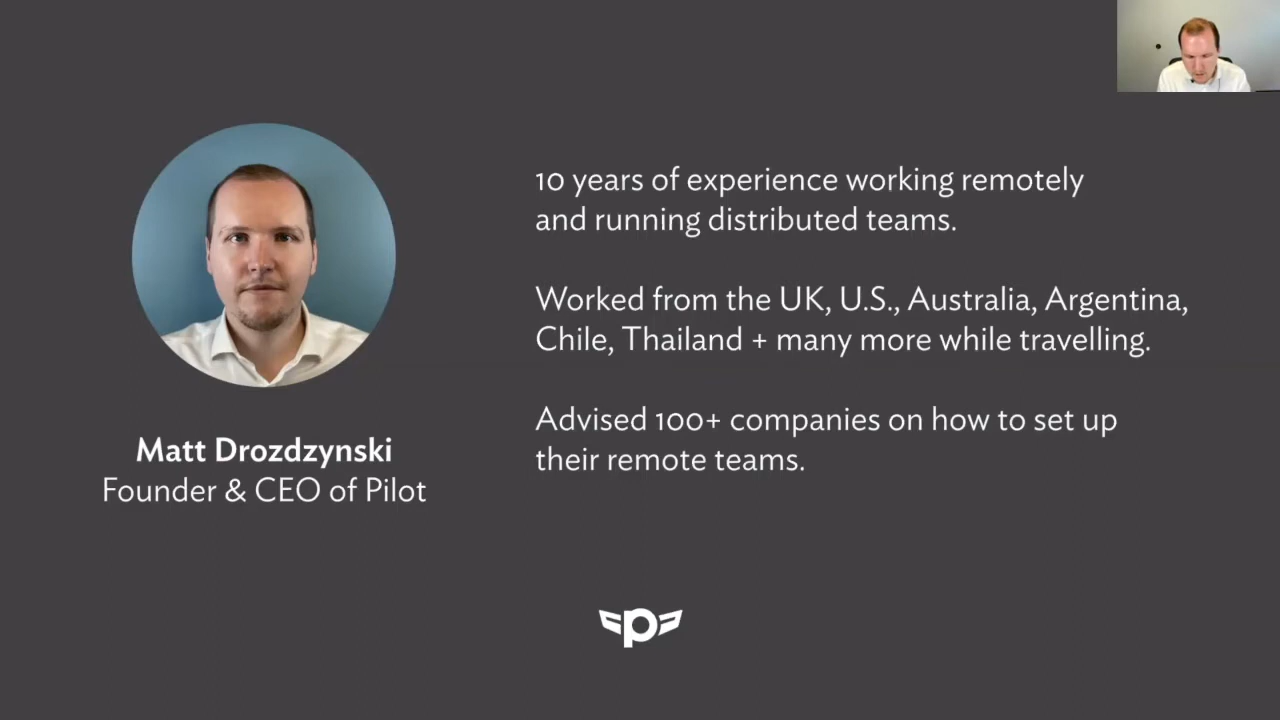 10 years of experience working remotely
and running distributed teams.
Worked from the UK, U.S., Australia, Argentina,
Chile, Thailand + many more while travelling.
Advised 100+ companies on how to set up
their remote teams.
Matt Drozdzynski
Founder & CEO of Pilot
P